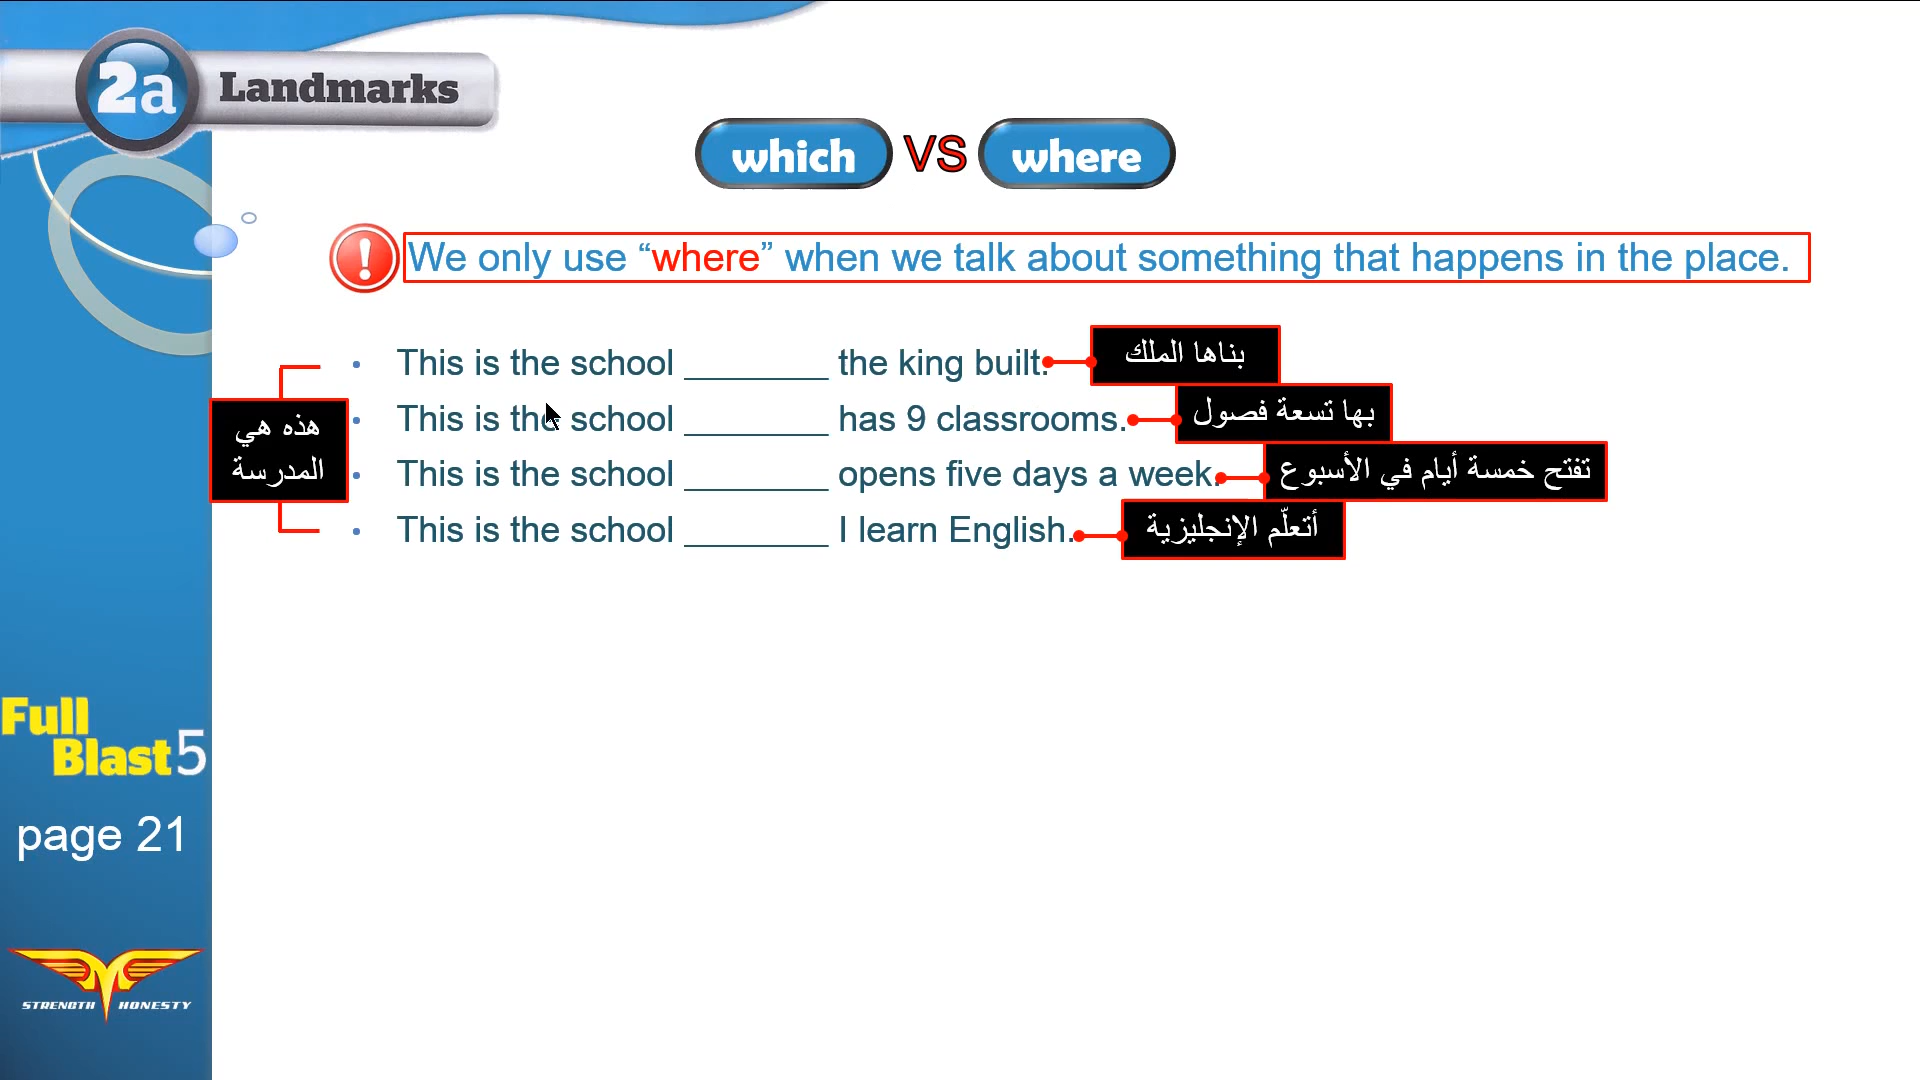 2a Landmarks
which VS where
We only use “where” when we talk about something that happens in the place.
• This is the school ________ the king built.
بناها الملك
• This is the school ________ has 9 classrooms.
بها تسعة فصول
• This is the school ________ opens five days a week.
تفتح خمسة أيام في الأسبوع
• This is the school ________ I learn English.
أتعلّم الإنجليزية
هذه هي
المدرسة
Full
Blast 5
page 21
STRENGTH HONESTY